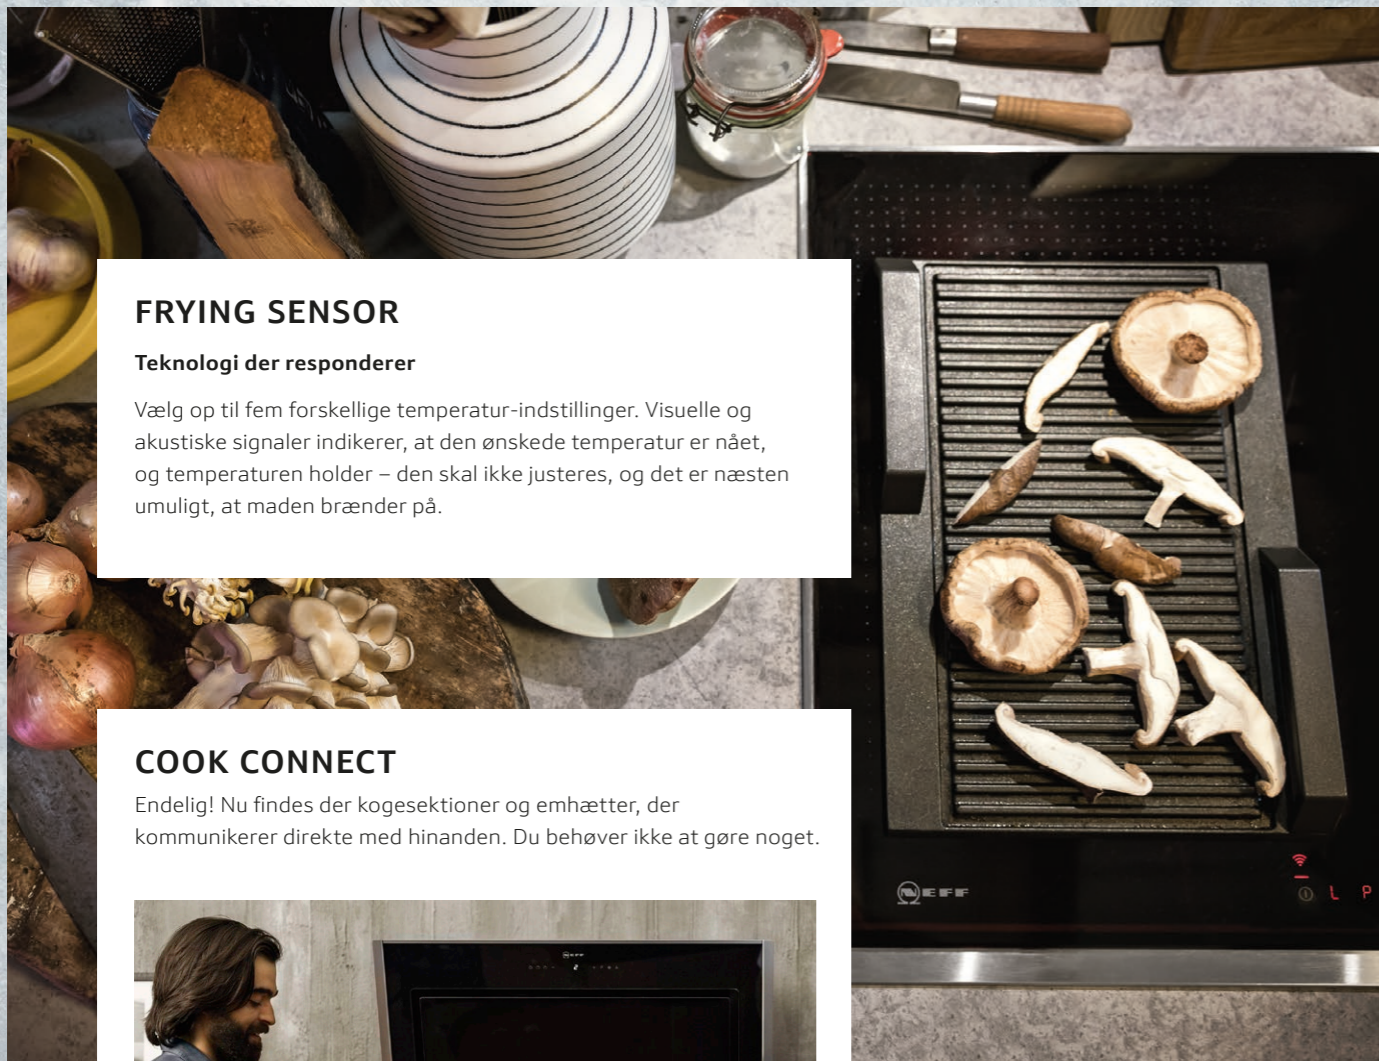 FRYING SENSOR
Teknologi der responderer
Vælg op til fem forskellige temperatur-indstillinger. Visuelle og
akustiske signaler indikerer, at den ønskede temperatur er nået,
og temperaturen holder – den skal ikke justeres, og det er næsten
umuligt, at maden brænder på.
COOK CONNECT
Endelig! Nu findes der kogesektioner og emhætter, der
kommunikerer direkte med hinanden. Du behøver ikke at gøre noget.
NEFF
L P
NEFF